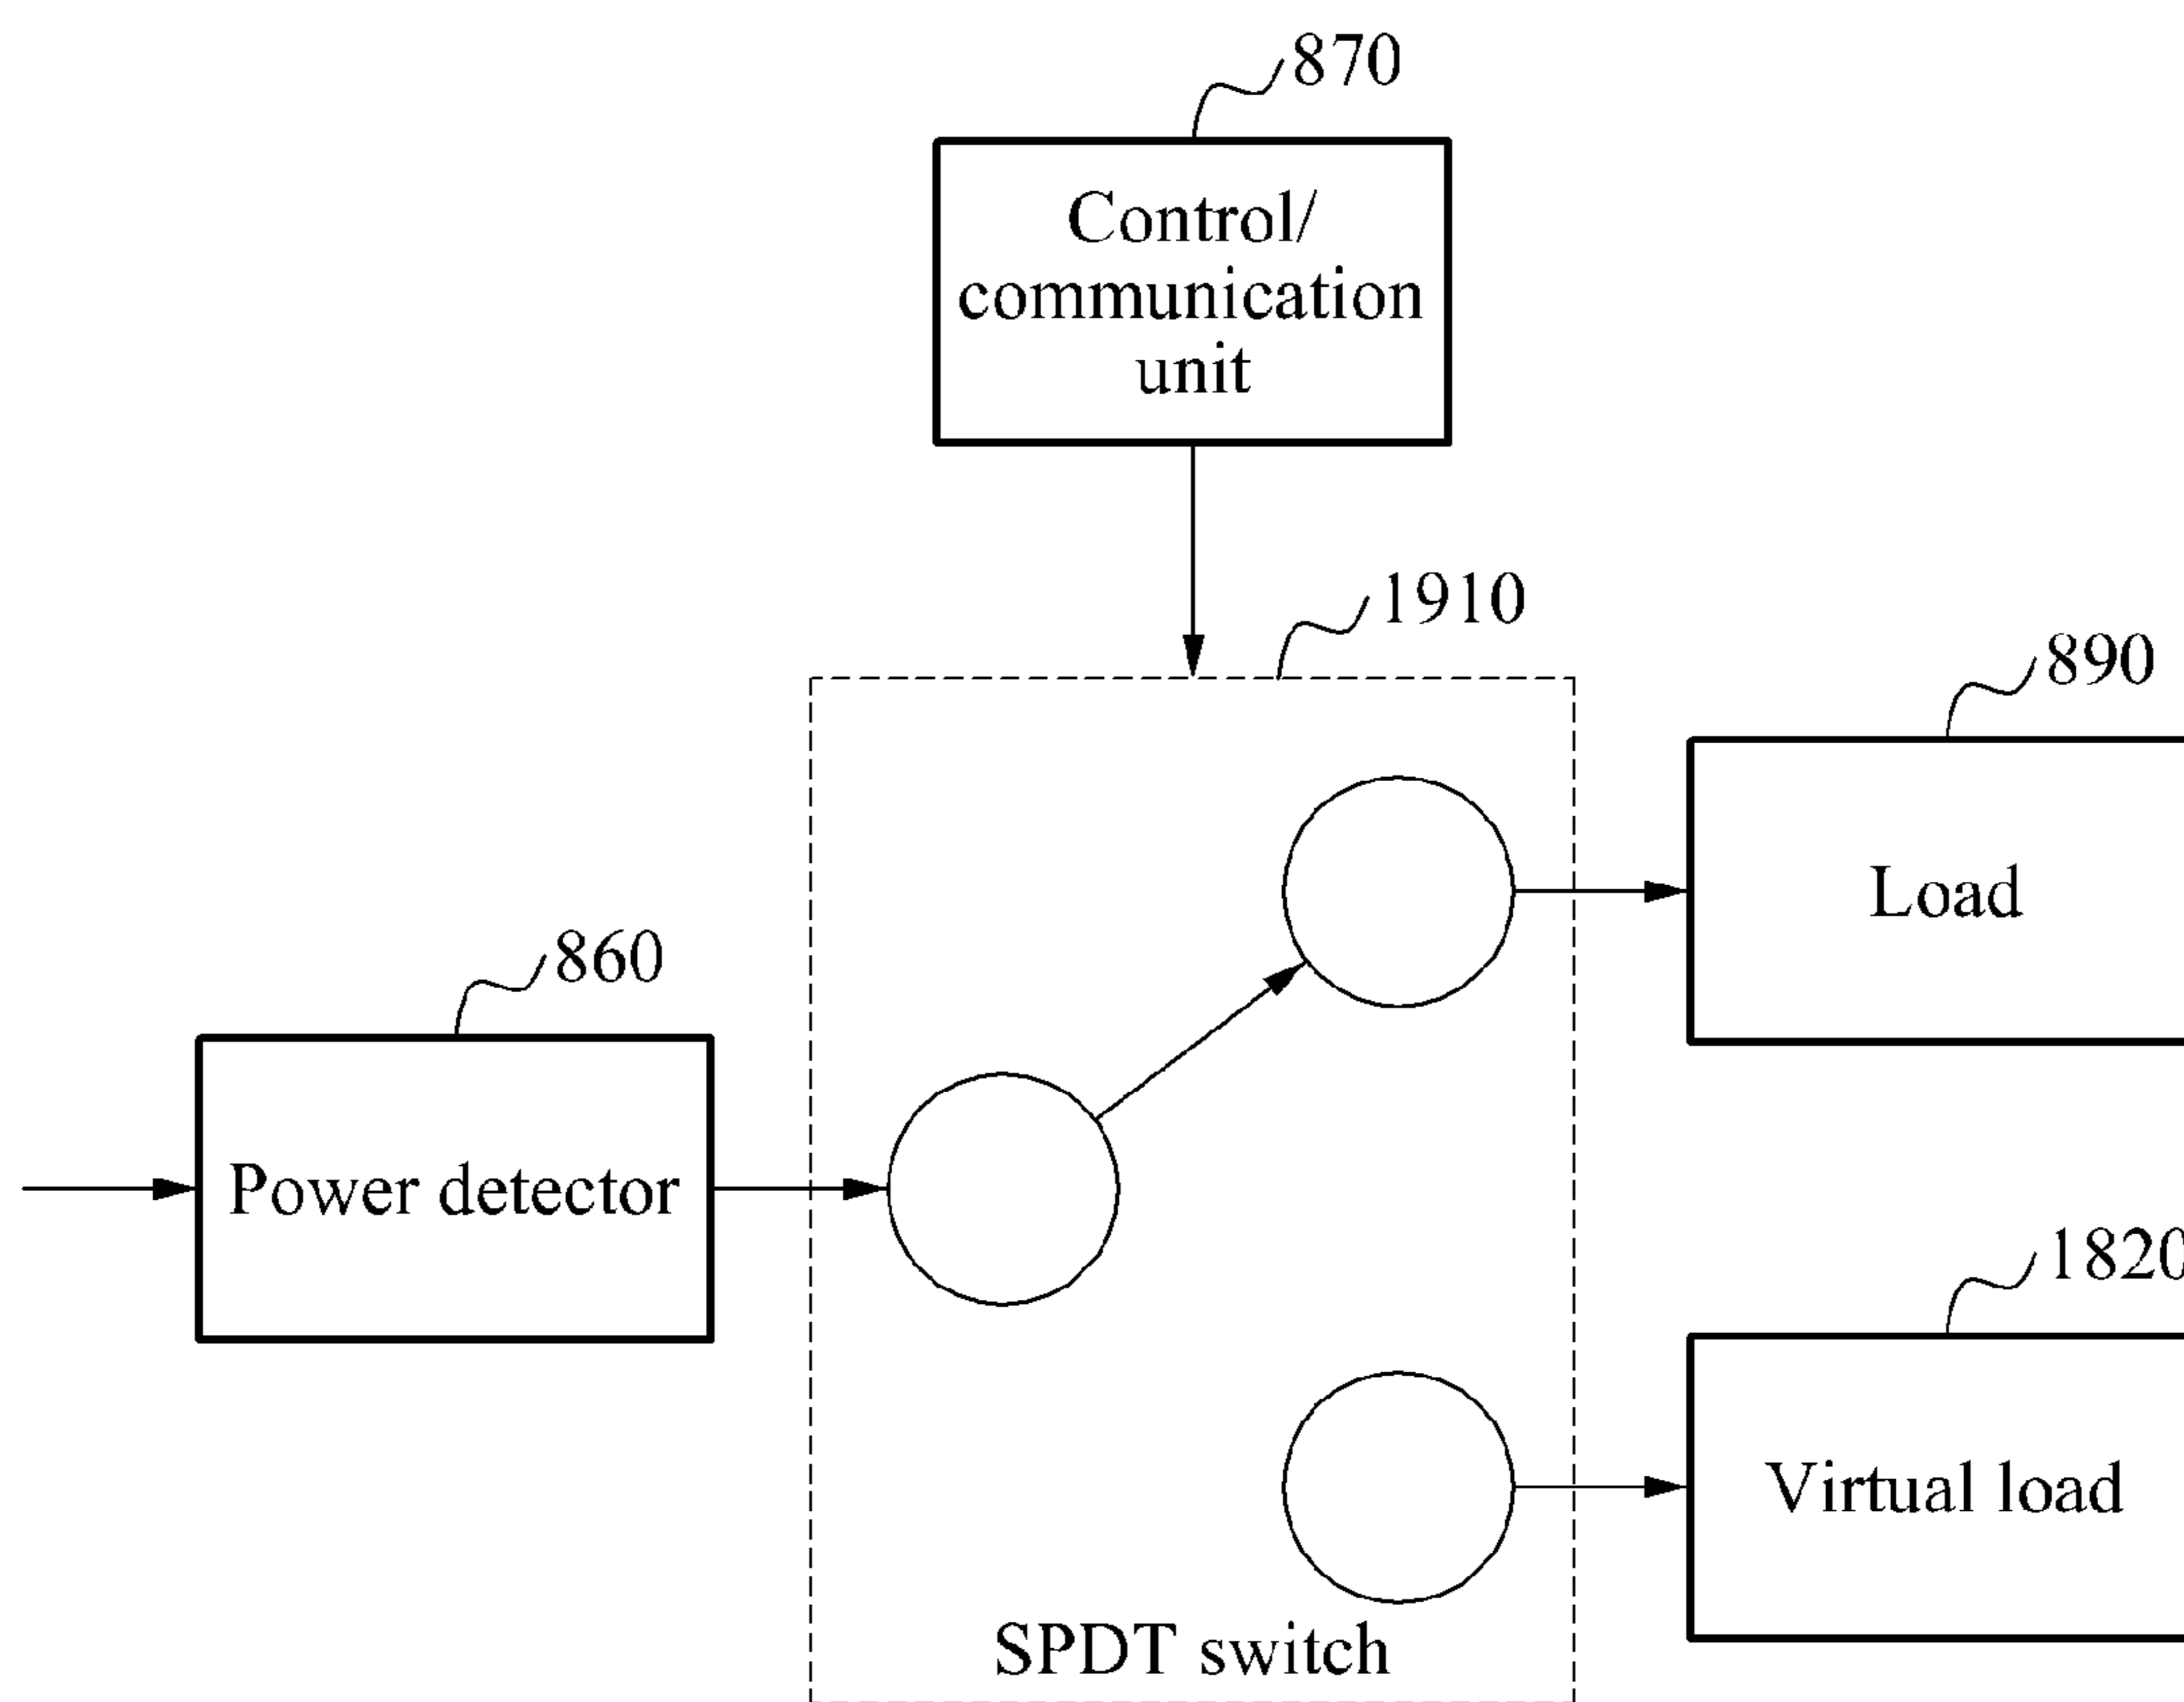 870
Control/
communication
unit
1910
890
Load
860
Power detector
1820
Virtual load
SPDT switch